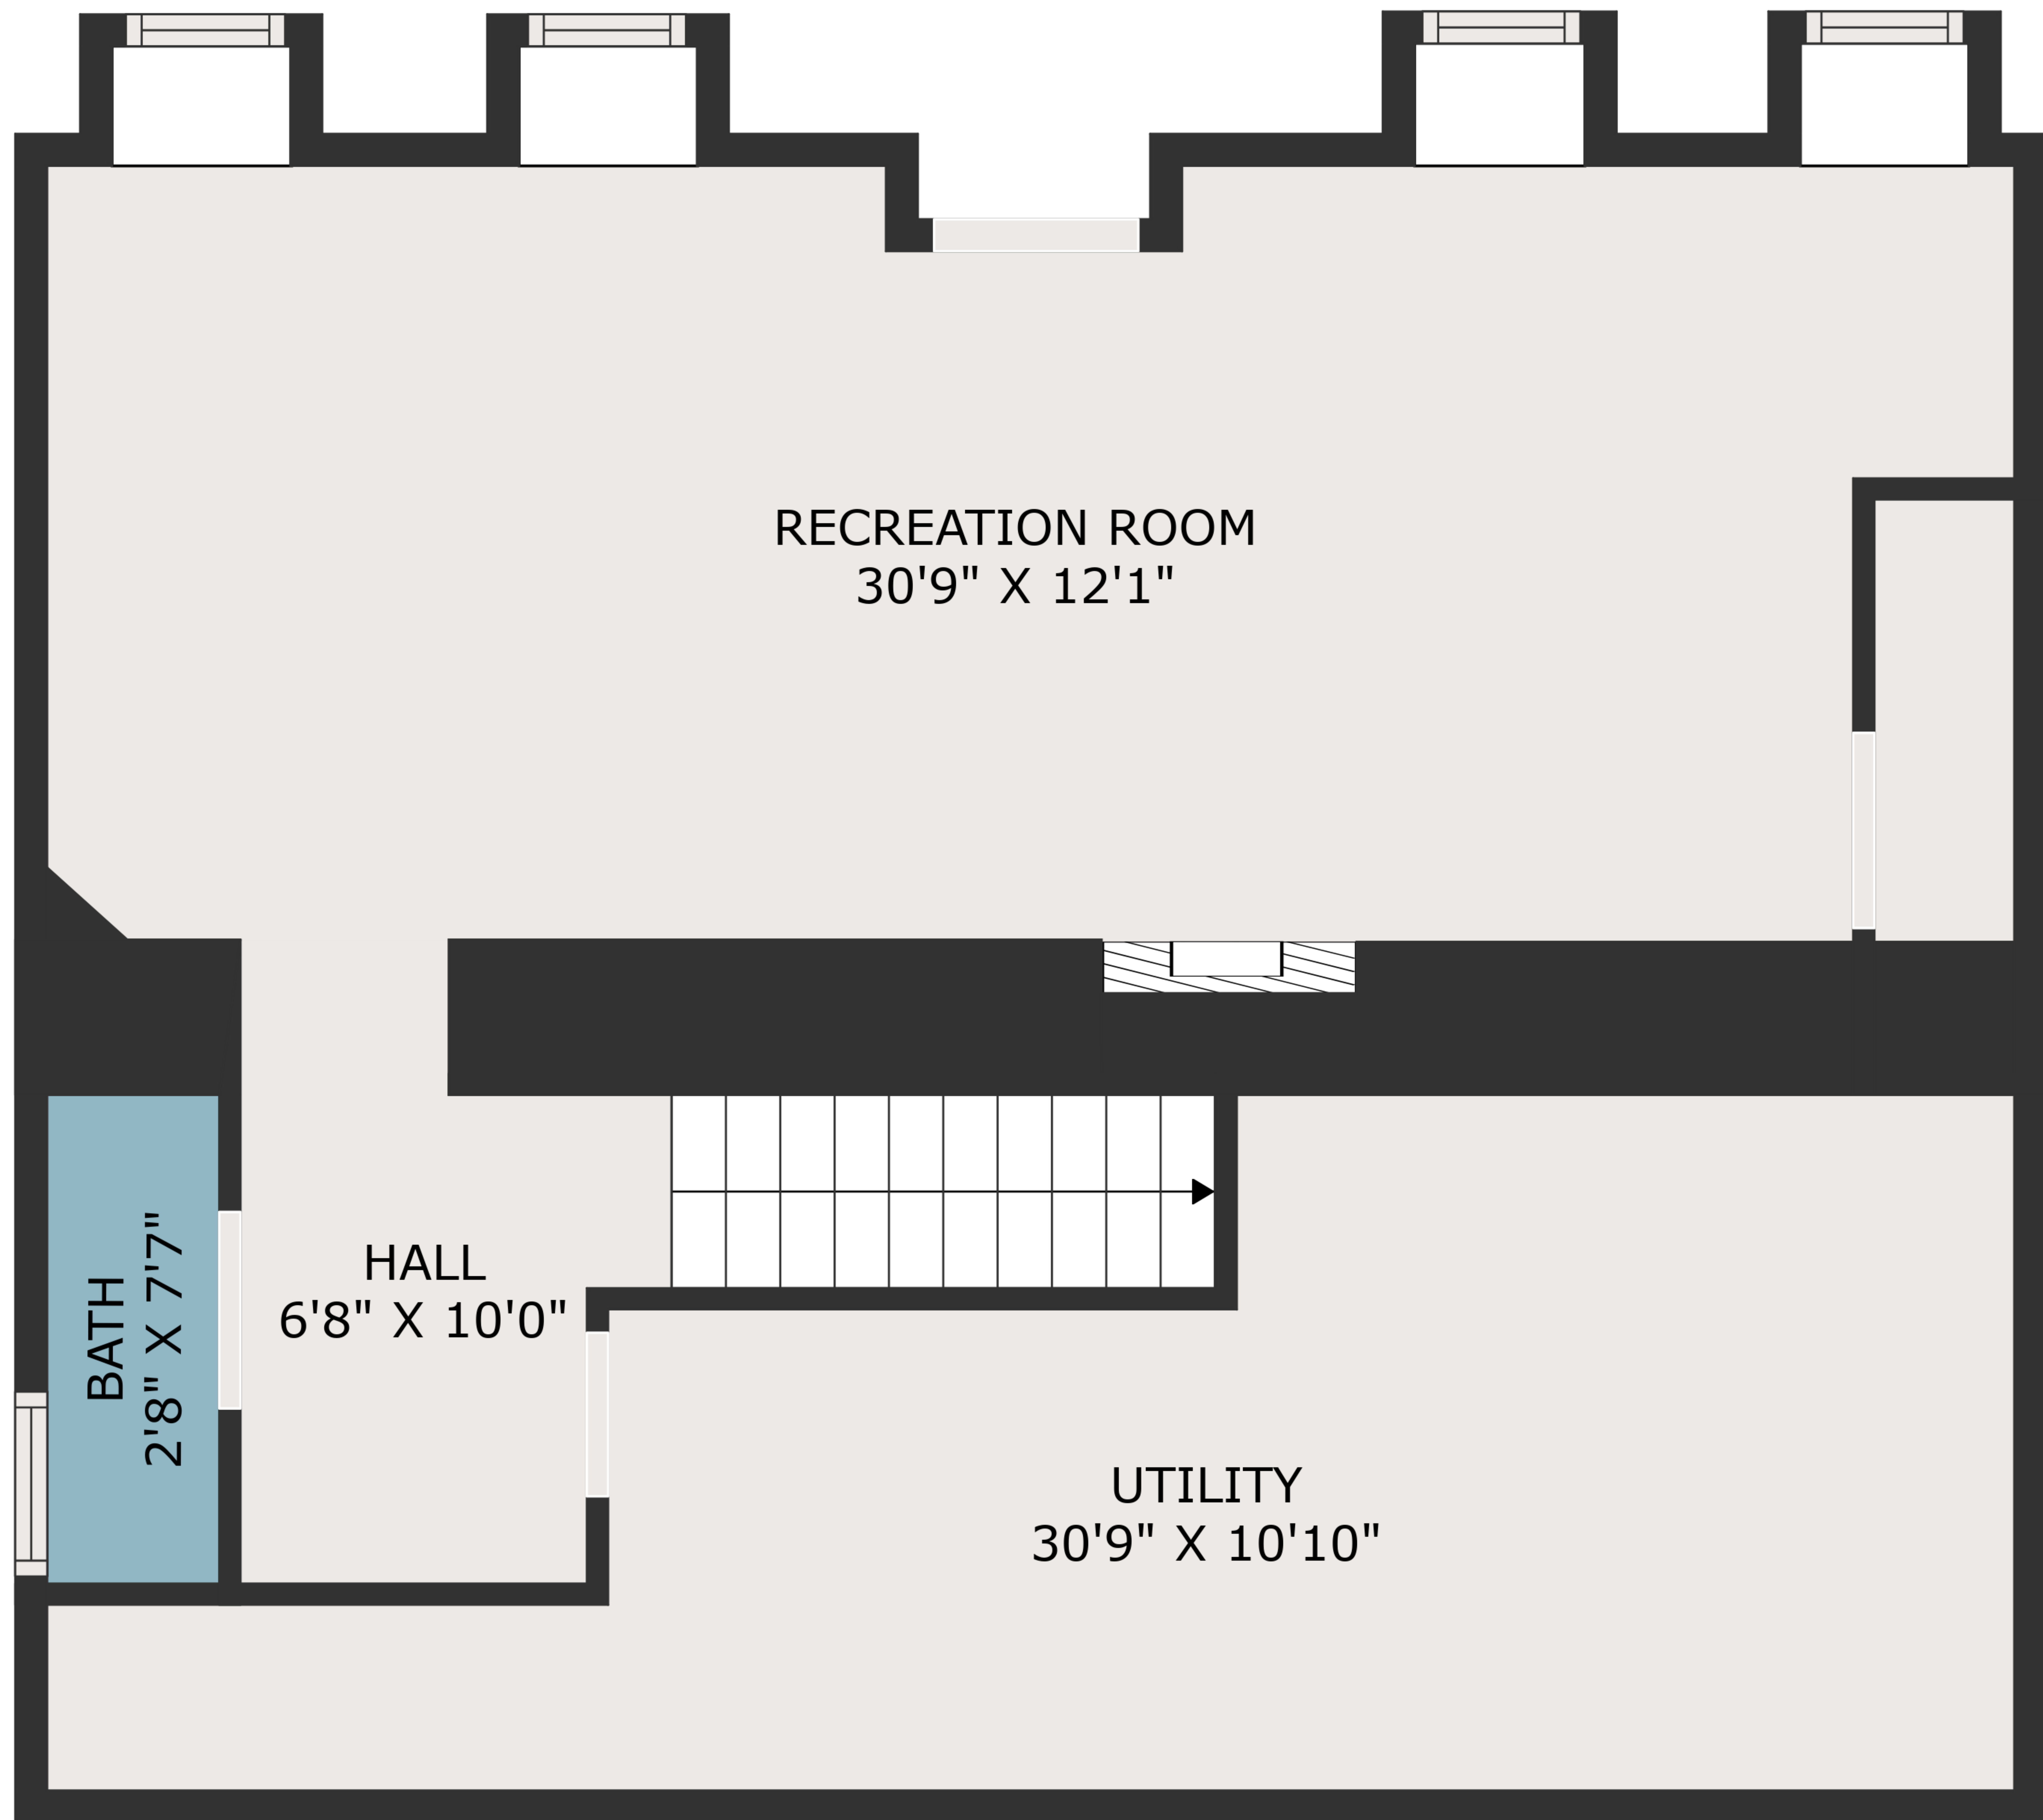 RECREATION ROOM
30'9" X 12'1"
BATH
2'8" X 7'7"
HALL
6'8" X 10'0"
UTILITY
30'9" X 10'10"